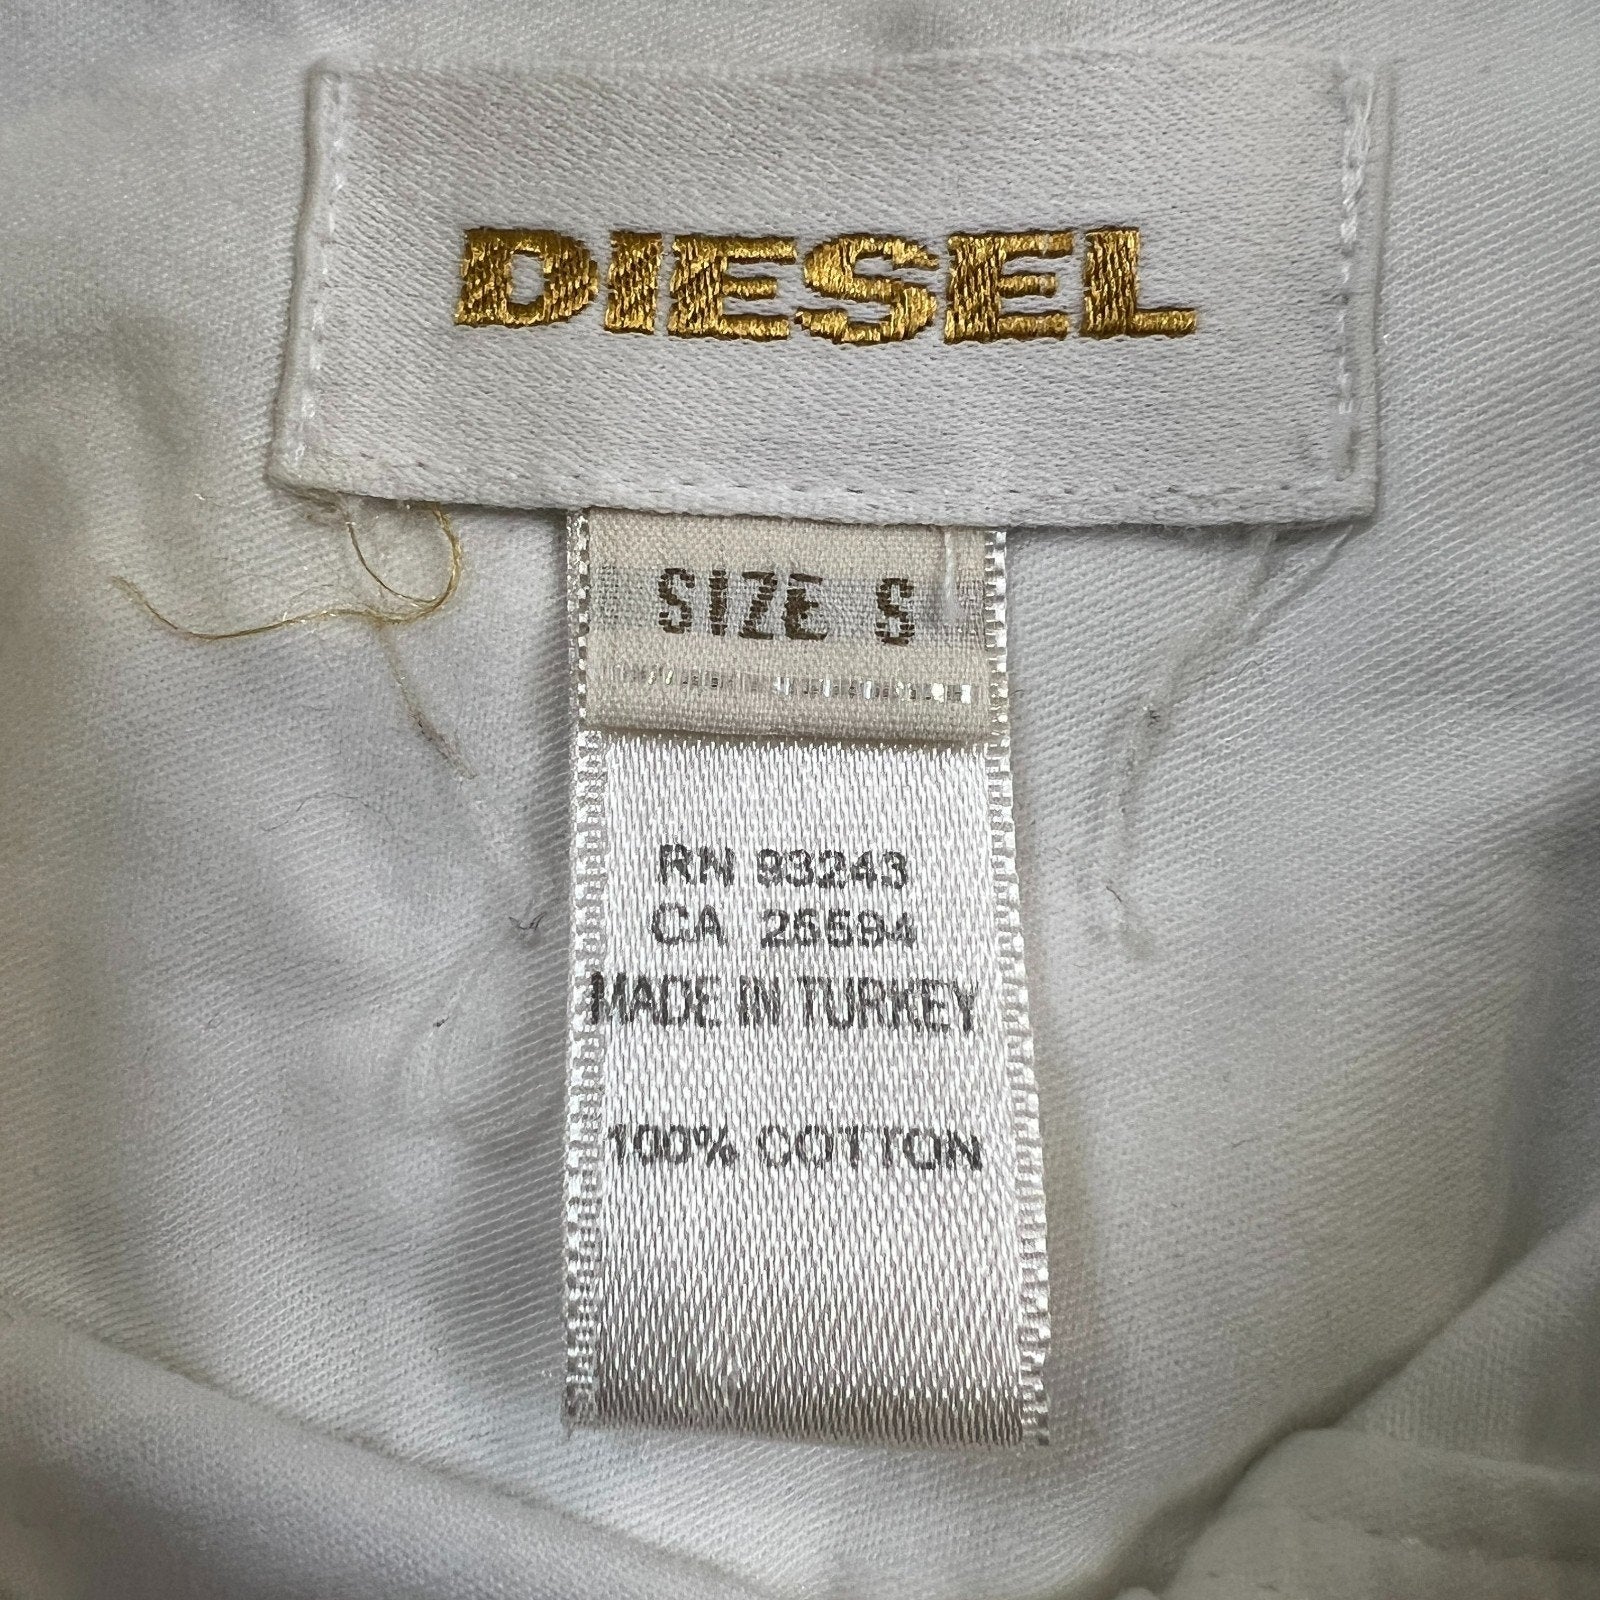 DIESEL
SIZE S
RN 93243
CA 25594
MADE IN TURKEY
100% COTTON